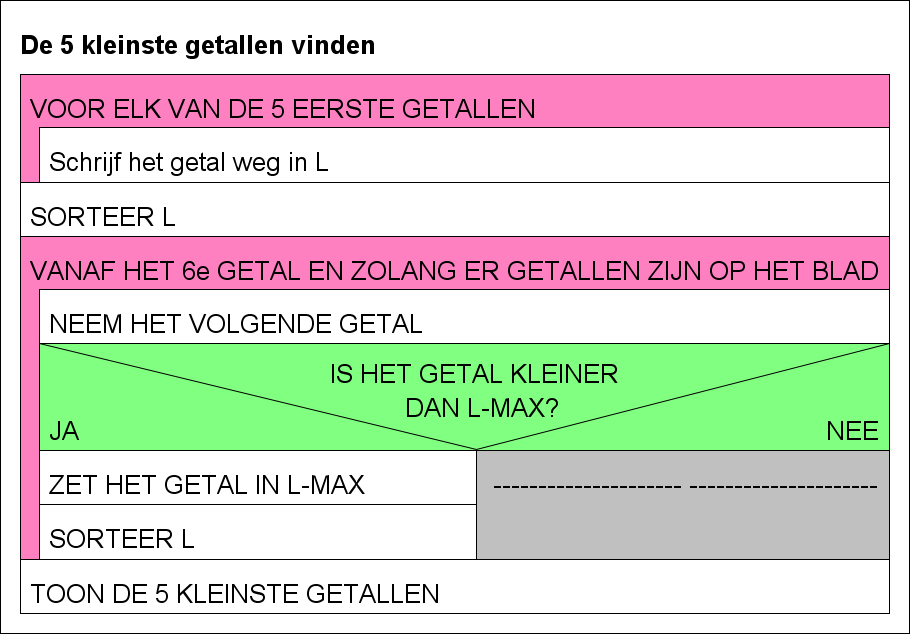 De 5 kleinste getallen vinden
VOOR ELK VAN DE 5 EERSTE GETALLEN
Schrijf het getal weg in L
SORTEER L
VANAF HET 6e GETAL EN ZOLANG ER GETALLEN ZIJN OP HET BLAD
NEEM HET VOLGENDE GETAL
IS HET GETAL KLEINER
DAN L-MAX?
JA
NEE
ZET HET GETAL IN L-MAX
--------------------- ---------------------
SORTEER L
TOON DE 5 KLEINSTE GETALLEN